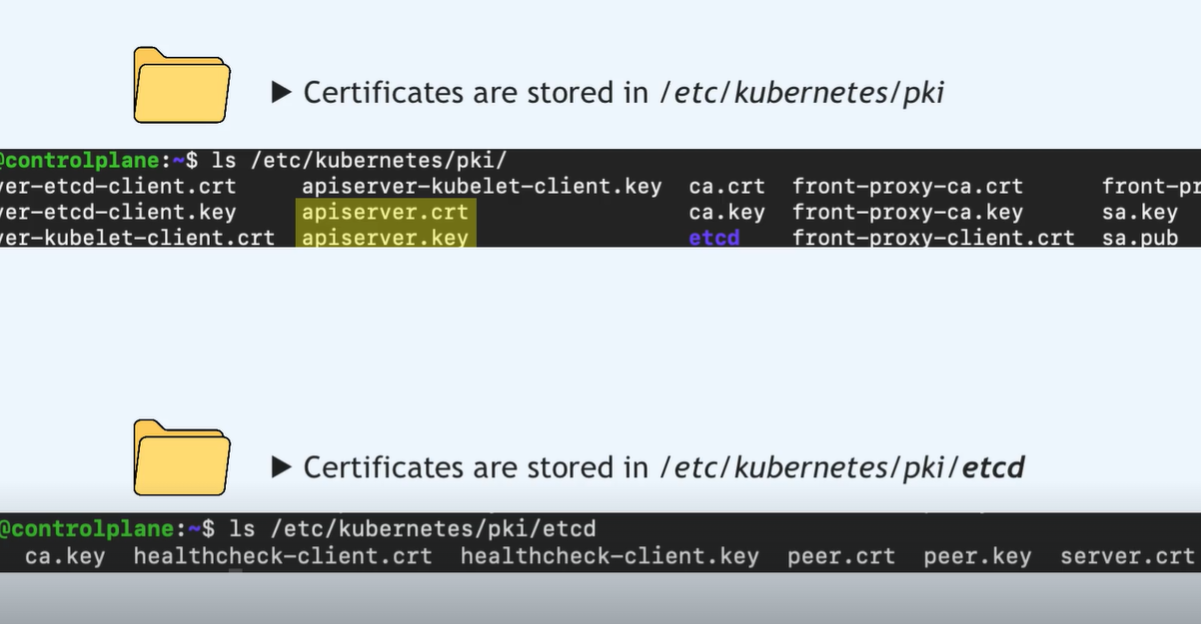 ▶ Certificates are stored in /etc/kubernetes/pki
@controlplane:~$ ls /etc/kubernetes/pki/
ver-etcd-client.crt apiserver-kubelet-client.key ca.crt front-proxy-ca.crt front-pr
ver-etcd-client.key apiserver.crt ca.key front-proxy-ca.key sa.key
ver-kubelet-client.crt apiserver.key etcd front-proxy-client.crt sa.pub
▶ Certificates are stored in /etc/kubernetes/pki/etcd
@controlplane:~$ ls /etc/kubernetes/pki/etcd
ca.key healthcheck-client.crt healthcheck-client.key peer.crt peer.key server.crt